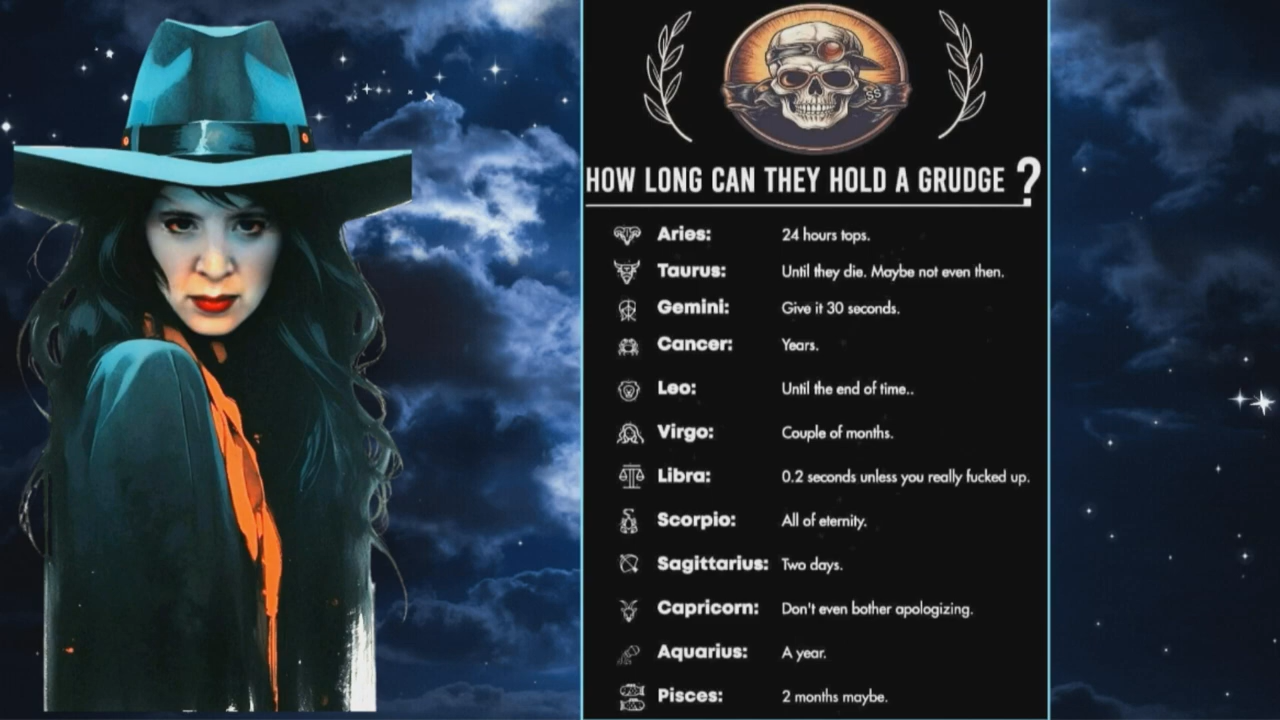 HOW LONG CAN THEY HOLD A GRUDGE ?
Aries: 24 hours tops.
Taurus: Until they die. Maybe not even then.
Gemini: Give it 30 seconds.
Cancer: Years.
Leo: Until the end of time..
Virgo: Couple of months.
Libra: 0.2 seconds unless you really fucked up.
Scorpio: All of eternity.
Sagittarius: Two days.
Capricorn: Don't even bother apologizing.
Aquarius: A year.
Pisces: 2 months maybe.